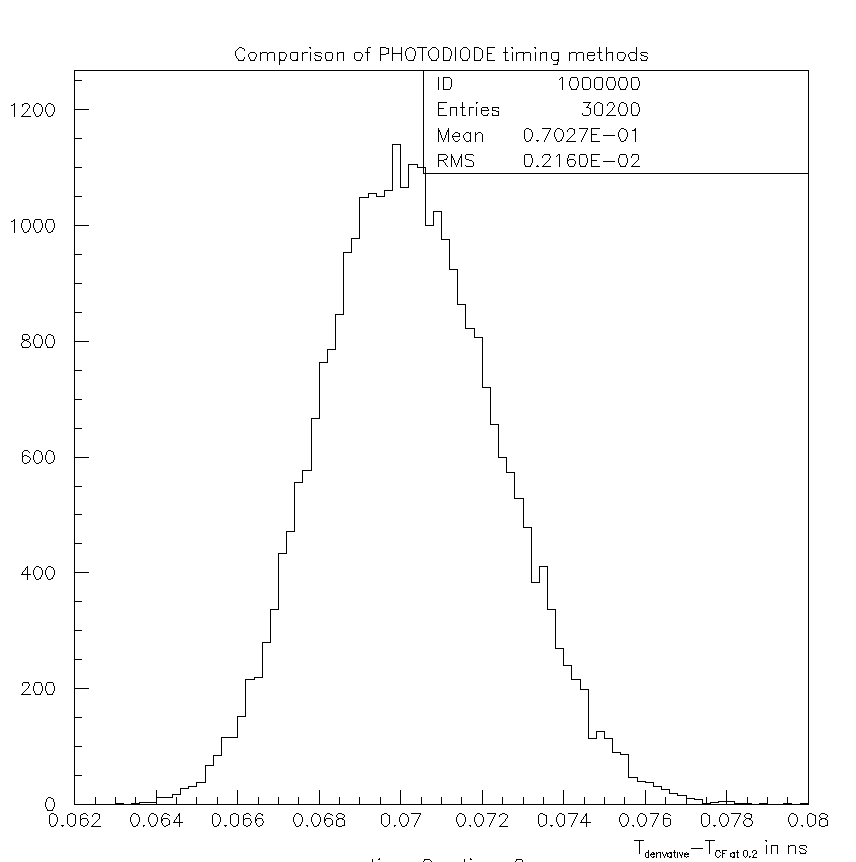 Comparison of PHOTODIODE timing methods
ID 1000000
Entries 30200
Mean 0.7027E-01
RMS 0.2160E-02
1200
1000
800
600
400
200
0
0.062 0.064 0.066 0.068 0.07 0.072 0.074 0.076 0.078 0.08
Tderivative-TCF at 0.2 in ns